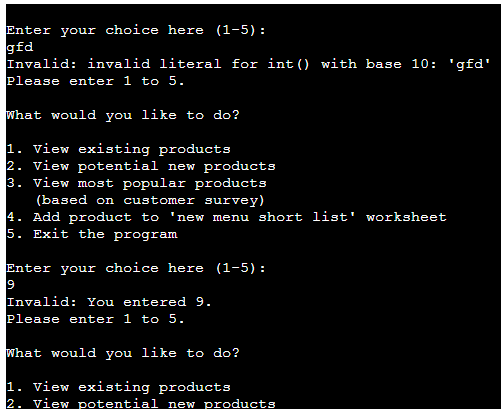 Enter your choice here (1-5):
gfd
Invalid: invalid literal for int() with base 10: 'gfd'
Please enter 1 to 5.
What would you like to do?
1. View existing products
2. View potential new products
3. View most popular products
(based on customer survey)
4. Add product to 'new menu short list' worksheet
5. Exit the program
Enter your choice here (1-5):
9
Invalid: You entered 9.
Please enter 1 to 5.
What would you like to do?
1. View existing products
2. View potential new products